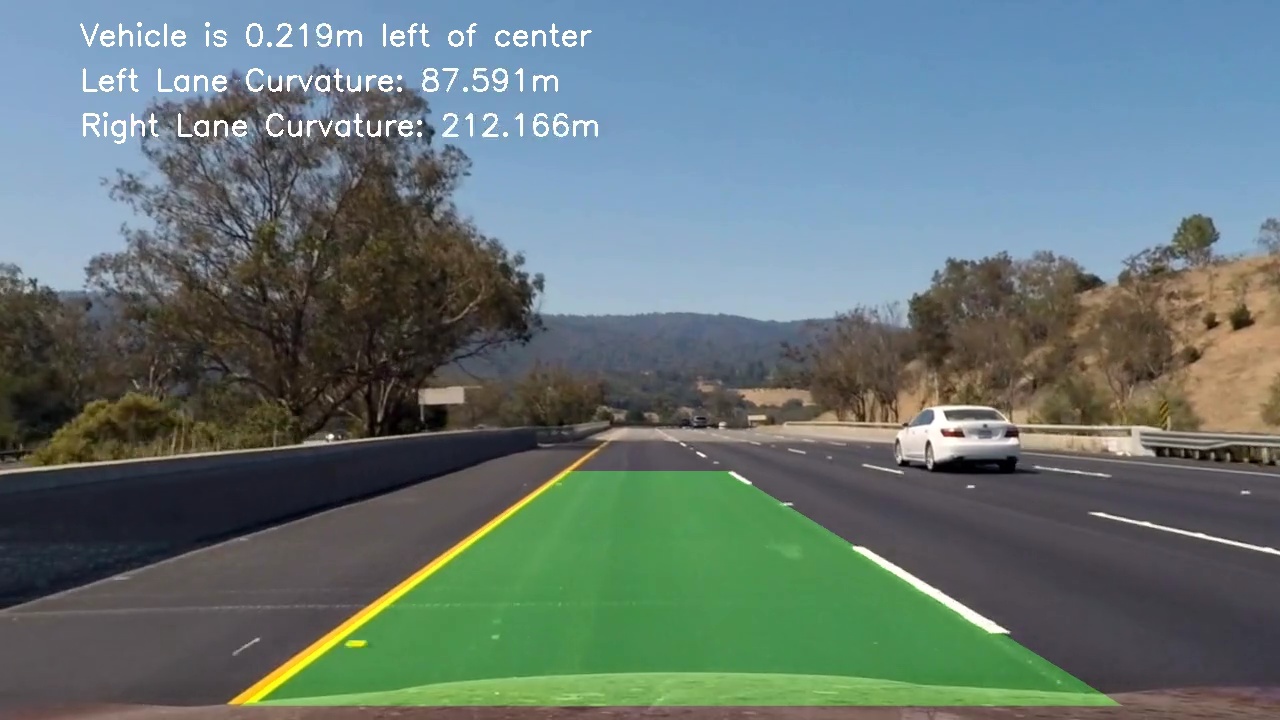 Vehicle is 0.219m left of center
Left Lane Curvature: 87.591m
Right Lane Curvature: 212.166m